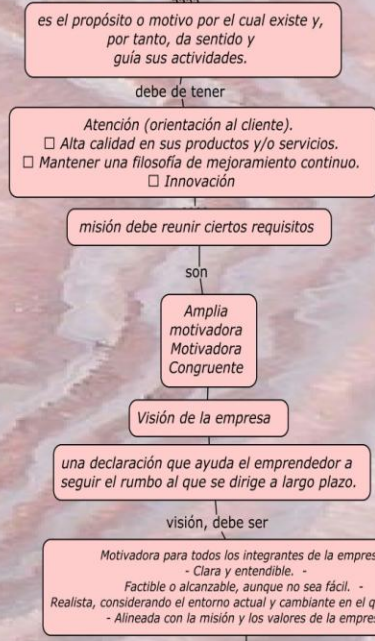 es el propósito o motivo por el cual existe y,
por tanto, da sentido y
guía sus actividades.
debe de tener
Atención (orientación al cliente).
□ Alta calidad en sus productos y/o servicios.
□ Mantener una filosofía de mejoramiento continuo.
□ Innovación
misión debe reunir ciertos requisitos
son
Amplia
motivadora
Motivadora
Congruente
Visión de la empresa
una declaración que ayuda el emprendedor a
seguir el rumbo al que se dirige a largo plazo.
visión, debe ser
Motivadora para todos los integrantes de la empres
- Clara y entendible. -
Factible o alcanzable, aunque no sea fácil. -
Realista, considerando el entorno actual y cambiante en el q
- Alineada con la misión y los valores de la empre